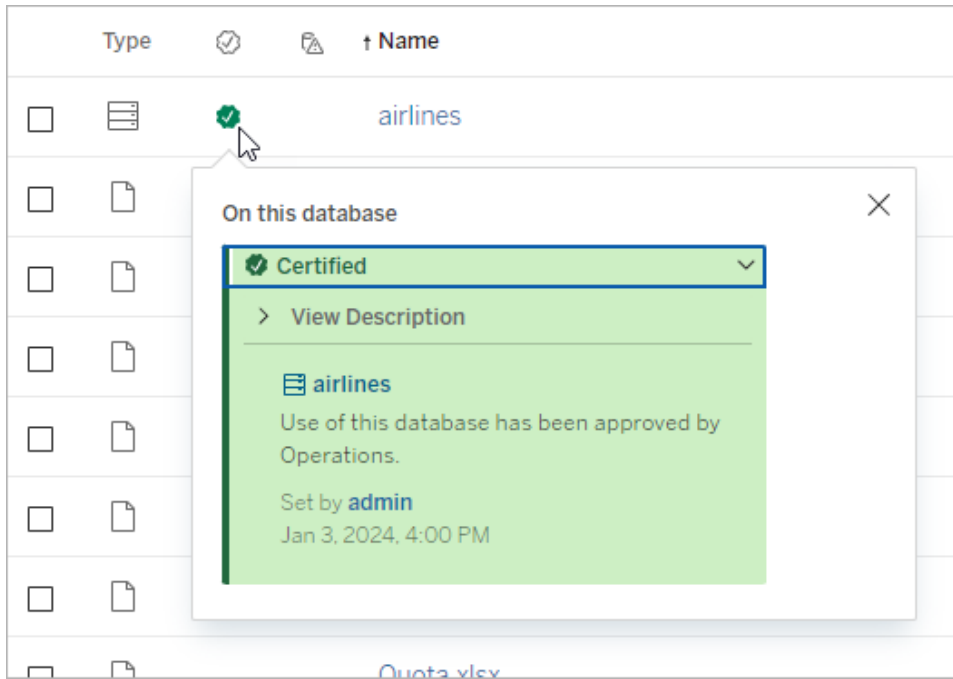 Type ↑ Name
airlines
On this database
Certified
View Description
airlines
Use of this database has been approved by
Operations.
Set by admin
Jan 3, 2024, 4:00 PM
Quota.xlsx